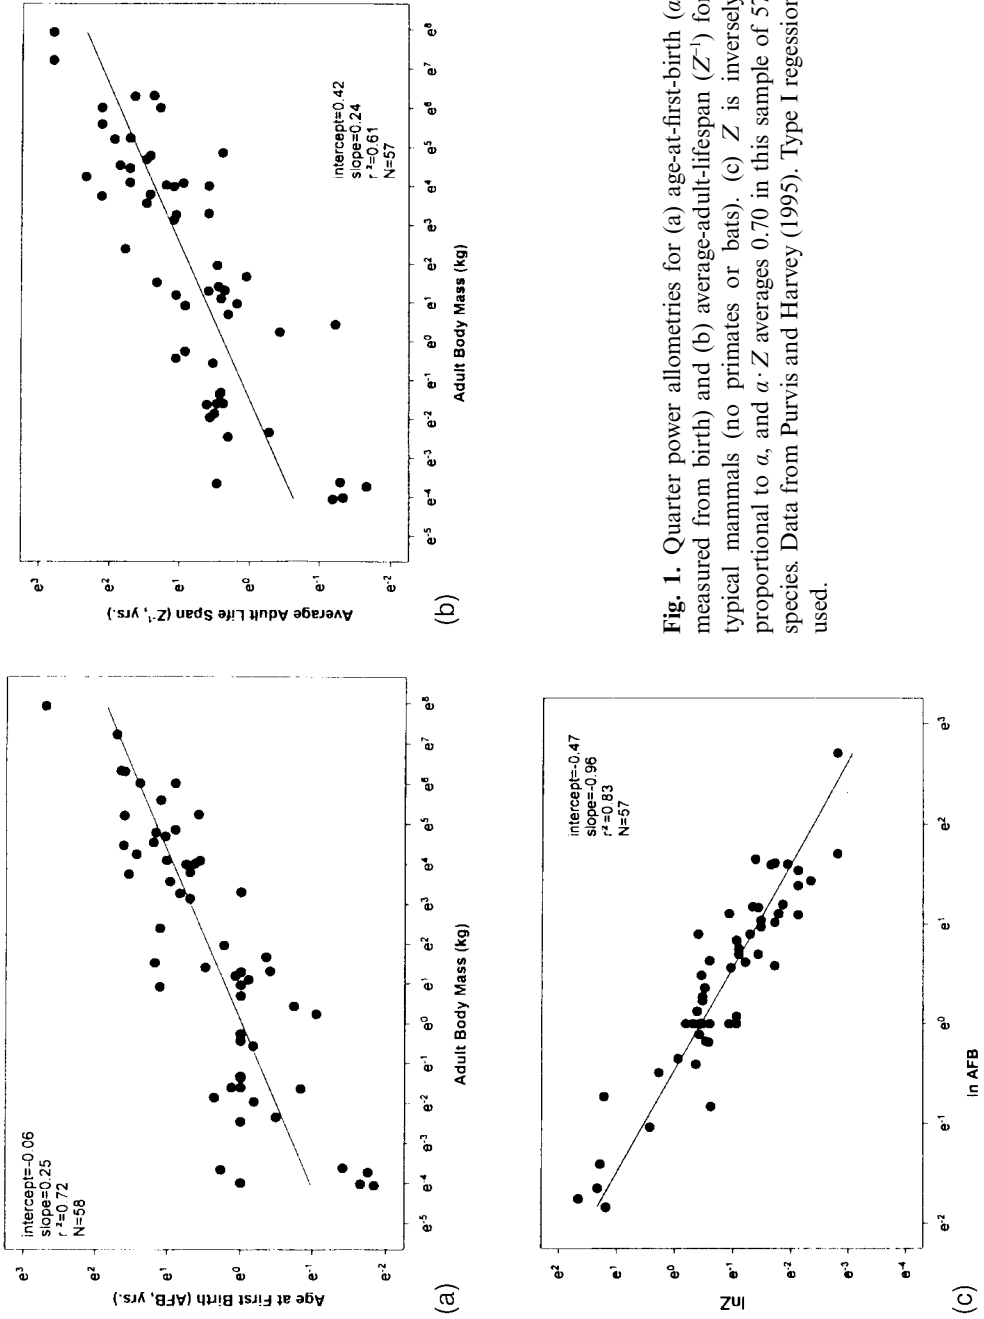 e³
e²
e¹
e⁰
e⁻¹
e⁻²
Age at First Birth (AFB, yrs.)
intercept=-0.06
slope=0.25
r²=0.72
N=58
e⁻⁵ e⁻⁴ e⁻³ e⁻² e⁻¹ e⁰ e¹ e² e³ e⁴ e⁵ e⁶ e⁷ e⁸
Adult Body Mass (kg)
(a)
e³
e²
e¹
e⁰
e⁻¹
e⁻²
Average Adult Life Span (Z⁻¹, yrs.)
intercept=0.42
slope=0.24
r²=0.61
N=57
e⁻⁵ e⁻⁴ e⁻³ e⁻² e⁻¹ e⁰ e¹ e² e³ e⁴ e⁵ e⁶ e⁷ e⁸
Adult Body Mass (kg)
(b)
e²
e¹
e⁰
e⁻¹
e⁻²
e⁻³
e⁻⁴
lnZ
intercept=-0.47
slope=-0.96
r²=0.83
N=57
e⁻² e⁻¹ e⁰ e¹ e² e³
ln AFB
(c)
Fig. 1. Quarter power allometries for (a) age-at-first-birth (α
measured from birth) and (b) average-adult-lifespan (Z⁻¹) for
typical mammals (no primates or bats). (c) Z is inversely
proportional to α, and α·Z averages 0.70 in this sample of 57
species. Data from Purvis and Harvey (1995). Type I regession
used.